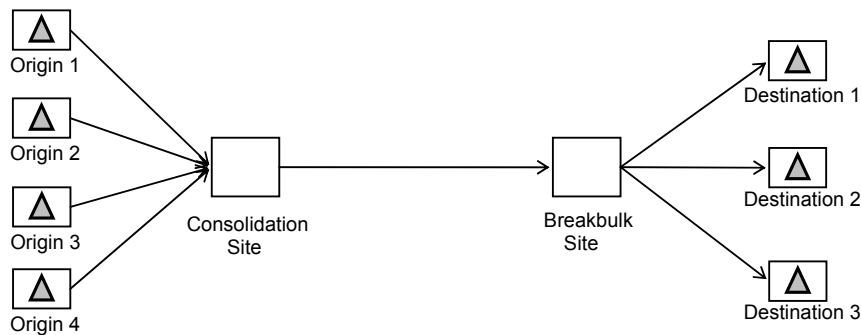 Origin 1
Origin 2
Origin 3
Origin 4
Consolidation
Site
Breakbulk
Site
Destination 1
Destination 2
Destination 3